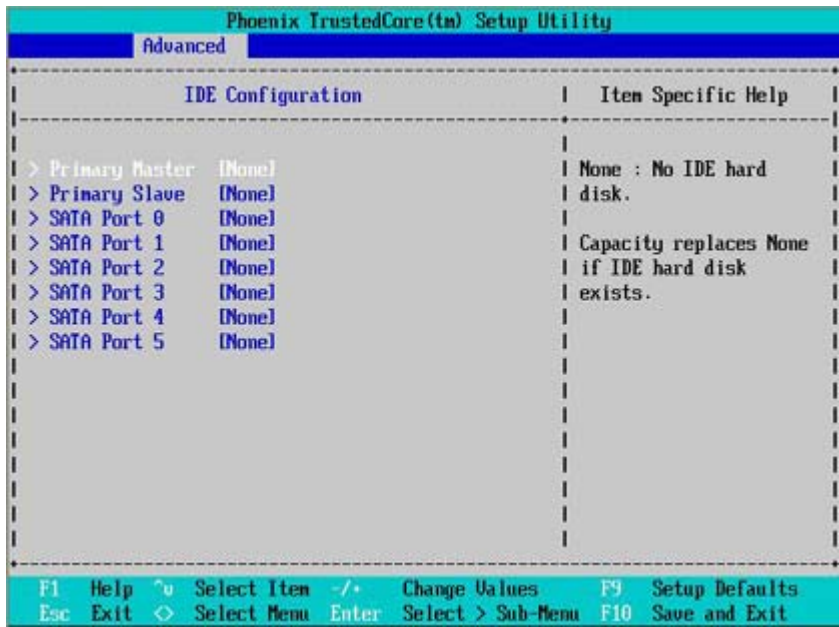 Phoenix TrustedCore(tm) Setup Utility
Advanced
IDE Configuration
Item Specific Help
> Primary Master [None]
> Primary Slave [None]
> SATA Port 0 [None]
> SATA Port 1 [None]
> SATA Port 2 [None]
> SATA Port 3 [None]
> SATA Port 4 [None]
> SATA Port 5 [None]
None : No IDE hard
disk.
Capacity replaces None
if IDE hard disk
exists.
F1 Help ^v Select Item -/+ Change Values F9 Setup Defaults
Esc Exit <> Select Menu Enter Select > Sub-Menu F10 Save and Exit